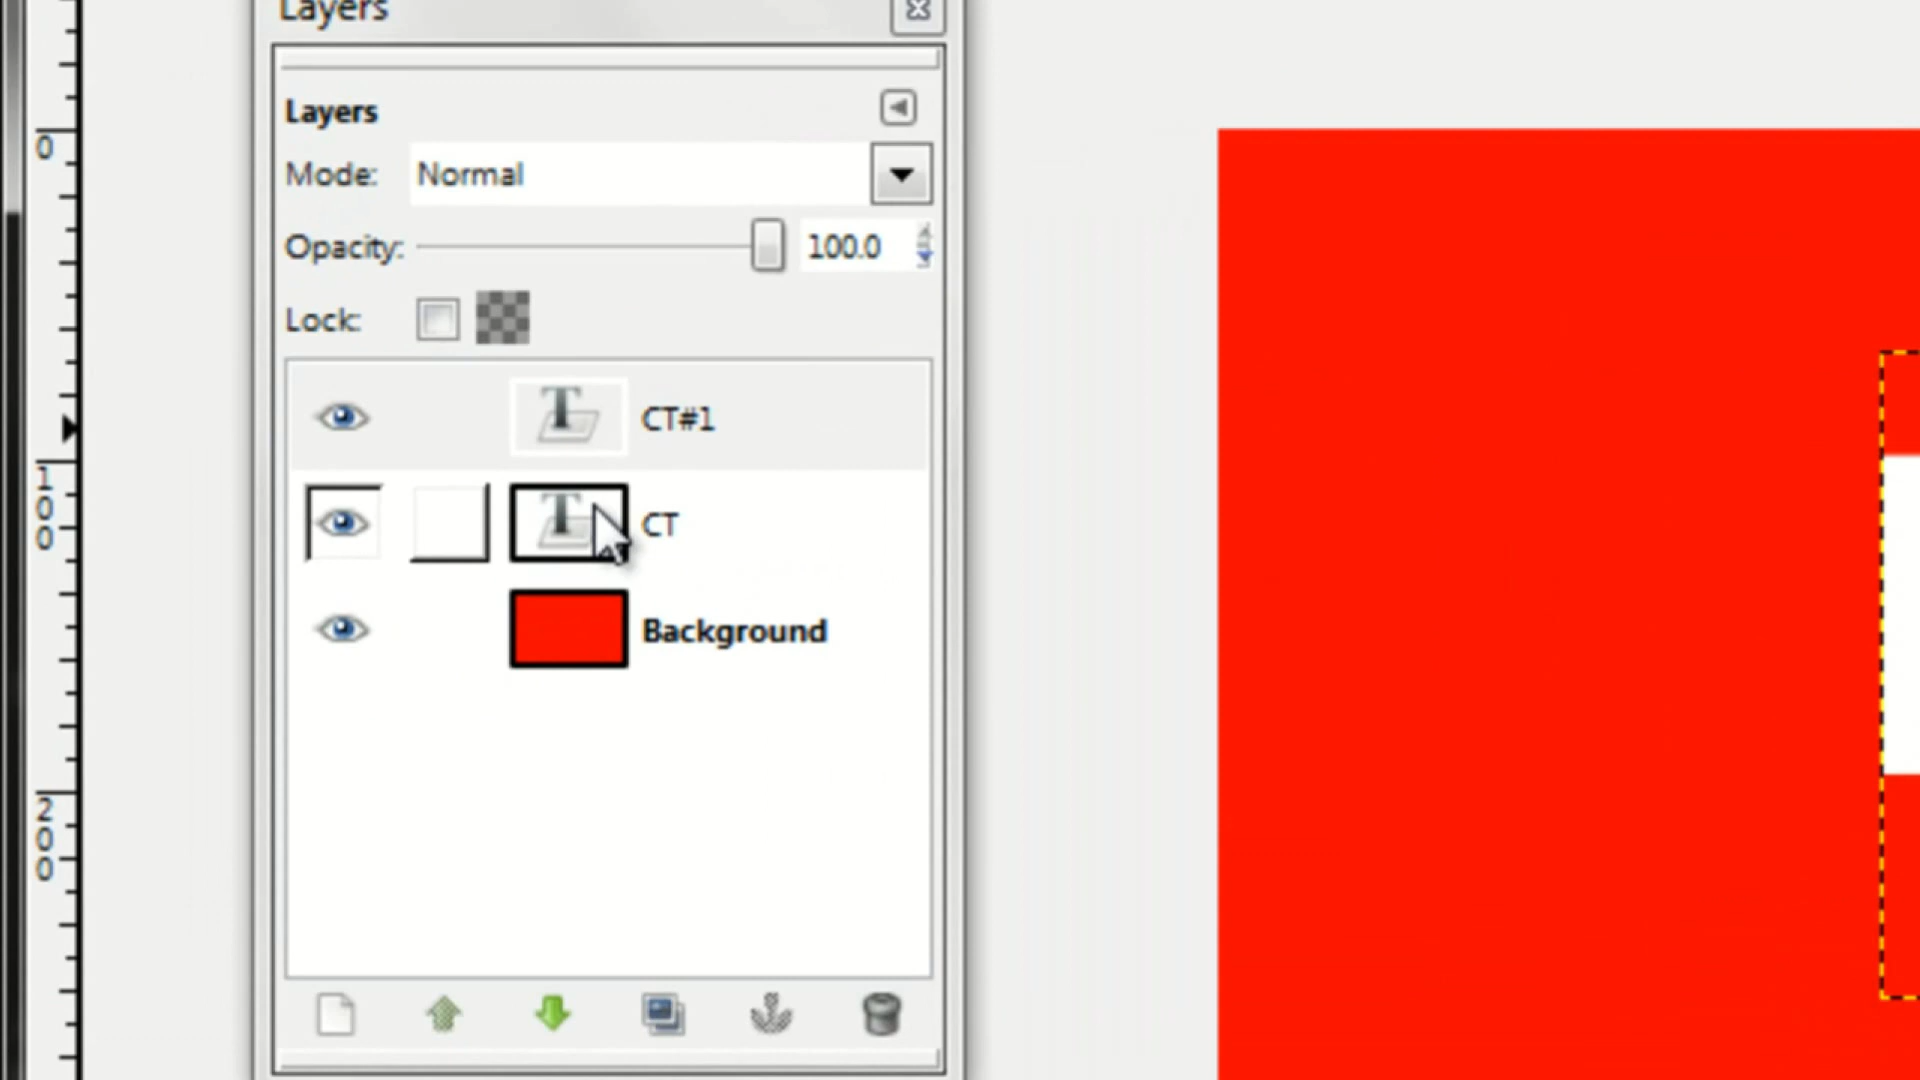 Layers
Layers
Mode: Normal
Opacity: 100.0
Lock:
CT#1
CT
Background
0
100
200